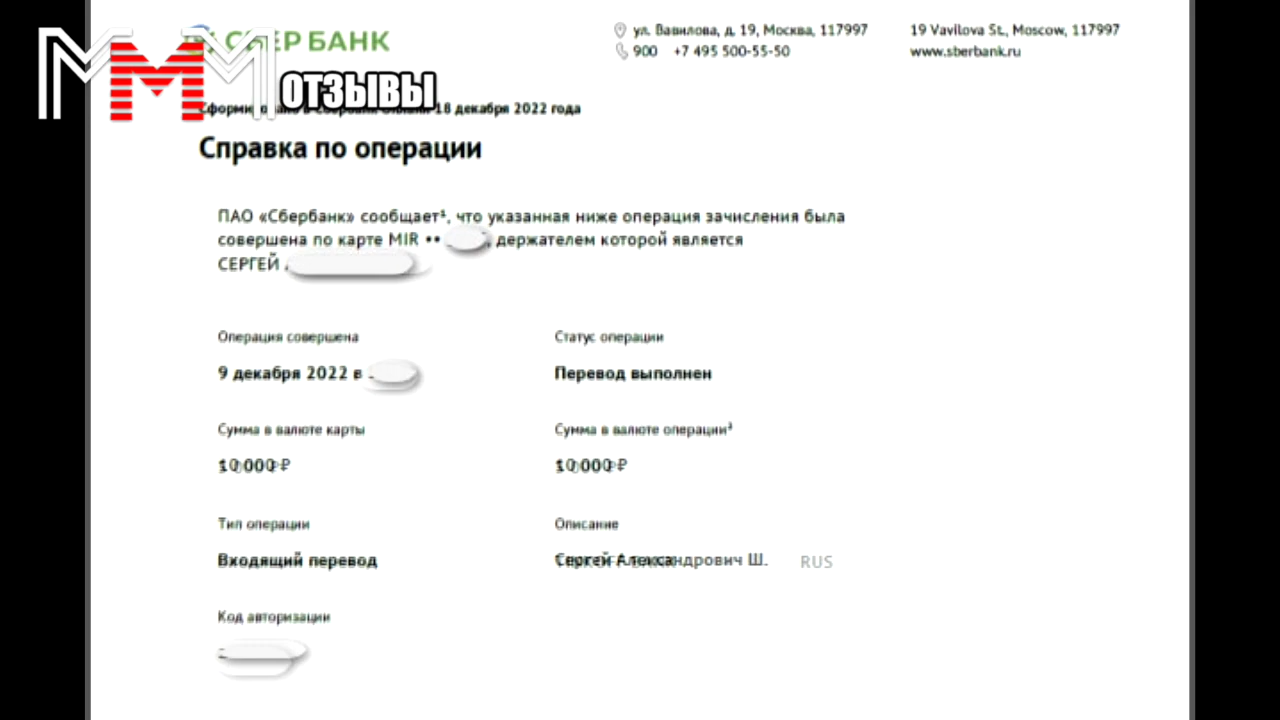 МММ
ОТЗЫВЫ
СБЕР БАНК
ул. Вавилова, д. 19, Москва, 117997
900 +7 495 500-55-50
19 Vavilova St., Moscow, 117997
www.sberbank.ru
18 декабря 2022 года
Справка по операции
ПАО «Сбербанк» сообщает¹, что указанная ниже операция зачисления была
совершена по карте MIR ••
держателем которой является
СЕРГЕЙ
Операция совершена
Статус операции
9 декабря 2022 в
Перевод выполнен
Сумма в валюте карты
Сумма в валюте операции²
10 000 ₽
10 000 ₽
Тип операции
Описание
Входящий перевод
Сергей Александрович Ш.
RUS
Код авторизации